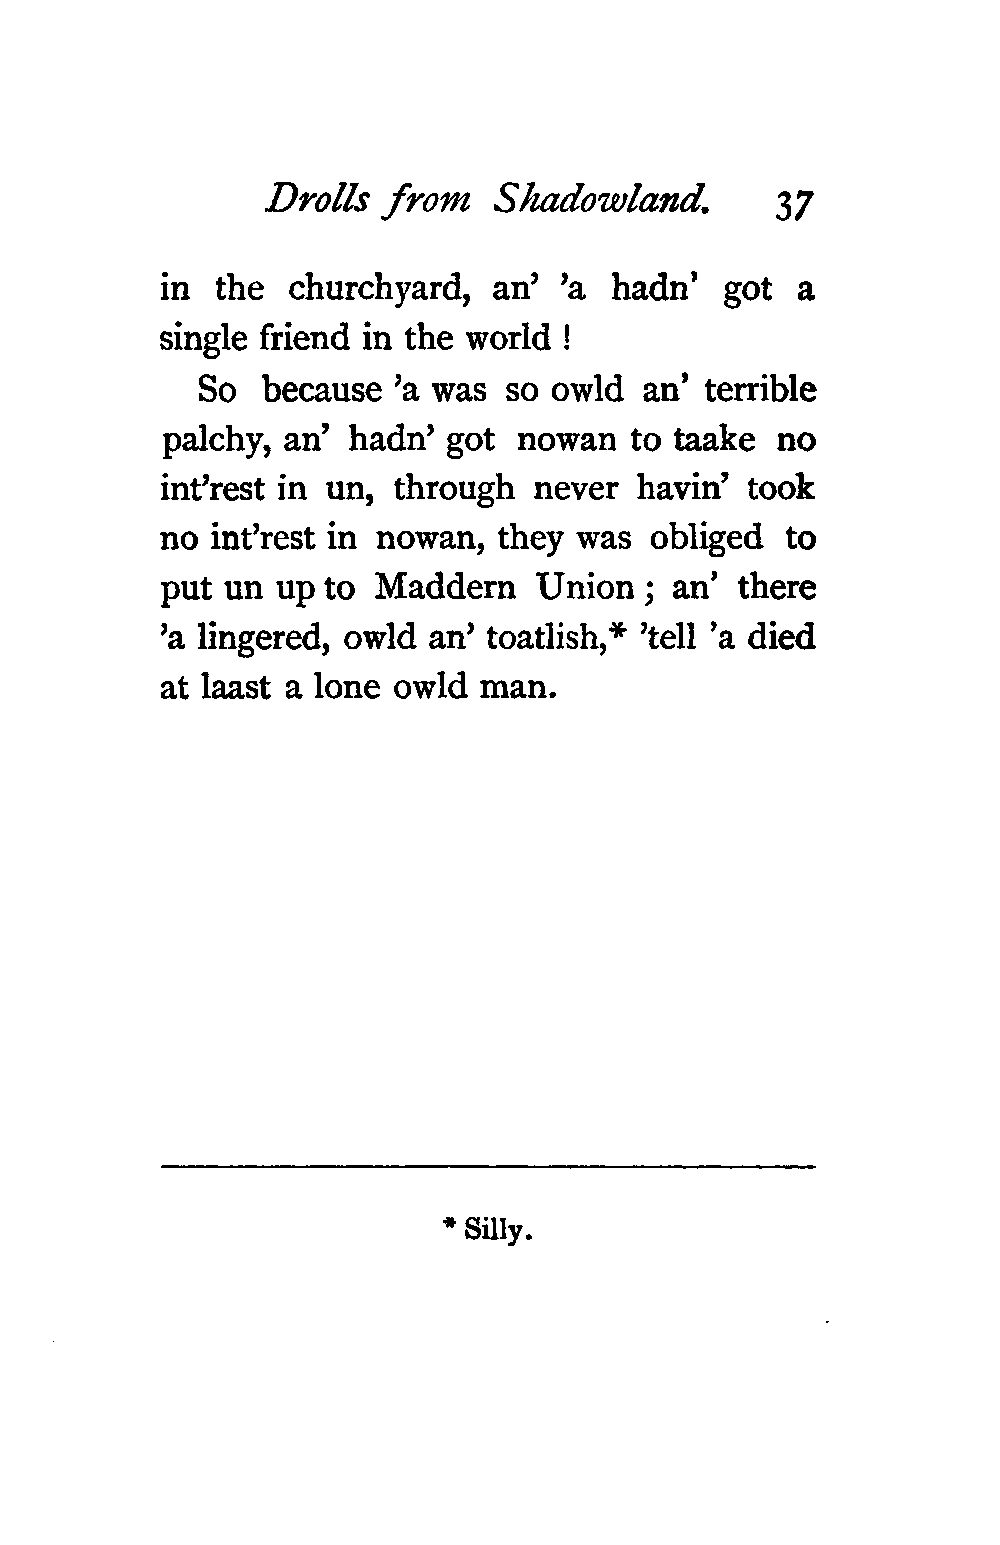 Drolls from Shadowland. 37
in the churchyard, an’ ’a hadn’ got a
single friend in the world !
So because ’a was so owld an’ terrible
palchy, an’ hadn’ got nowan to taake no
int’rest in un, through never havin’ took
no int’rest in nowan, they was obliged to
put un up to Maddern Union ; an’ there
’a lingered, owld an’ toatlish,* ’tell ’a died
at laast a lone owld man.
* Silly.